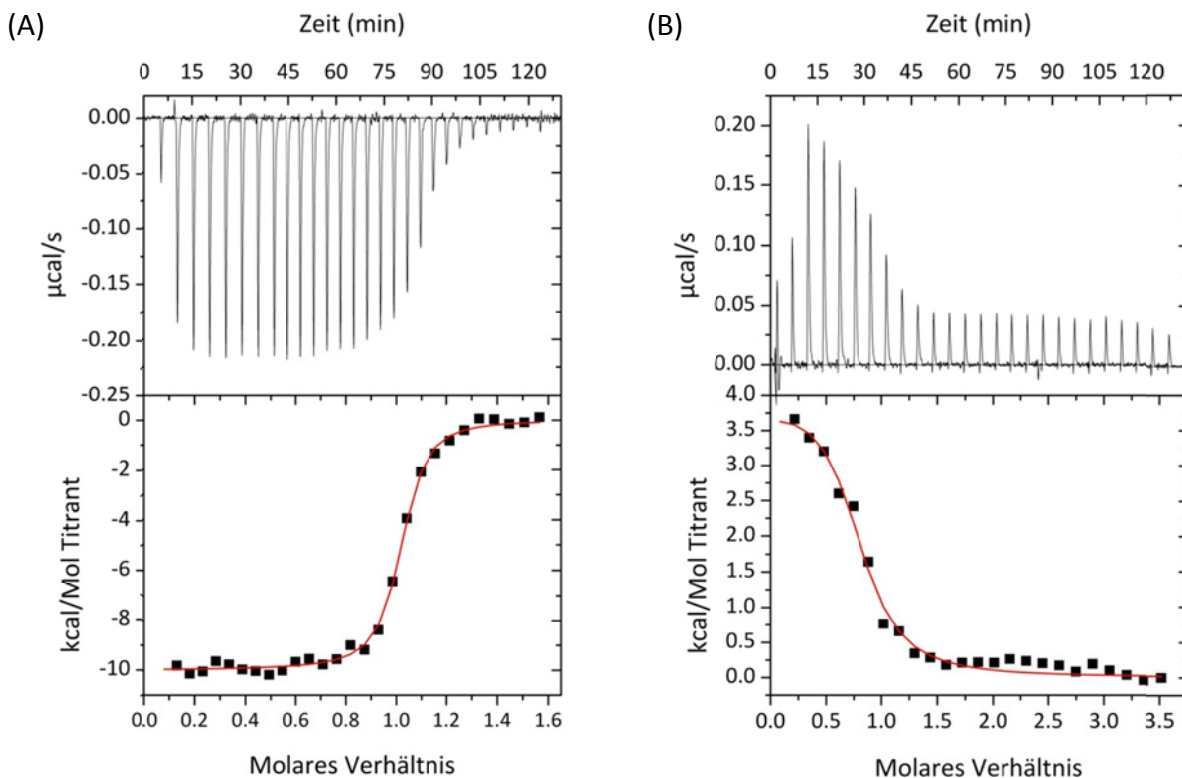 (A)
Zeit (min)
0 15 30 45 60 75 90 105 120
0.00
-0.05
-0.10
-0.15
-0.20
-0.25
µcal/s
0
-2
-4
-6
-8
-10
kcal/Mol Titrant
0.0 0.2 0.4 0.6 0.8 1.0 1.2 1.4 1.6
Molares Verhältnis
(B)
Zeit (min)
0 15 30 45 60 75 90 105 120
0.20
0.15
0.10
0.05
0.00
µcal/s
4.0
3.5
3.0
2.5
2.0
1.5
1.0
0.5
0.0
kcal/Mol Titrant
0.0 0.5 1.0 1.5 2.0 2.5 3.0 3.5
Molares Verhältnis